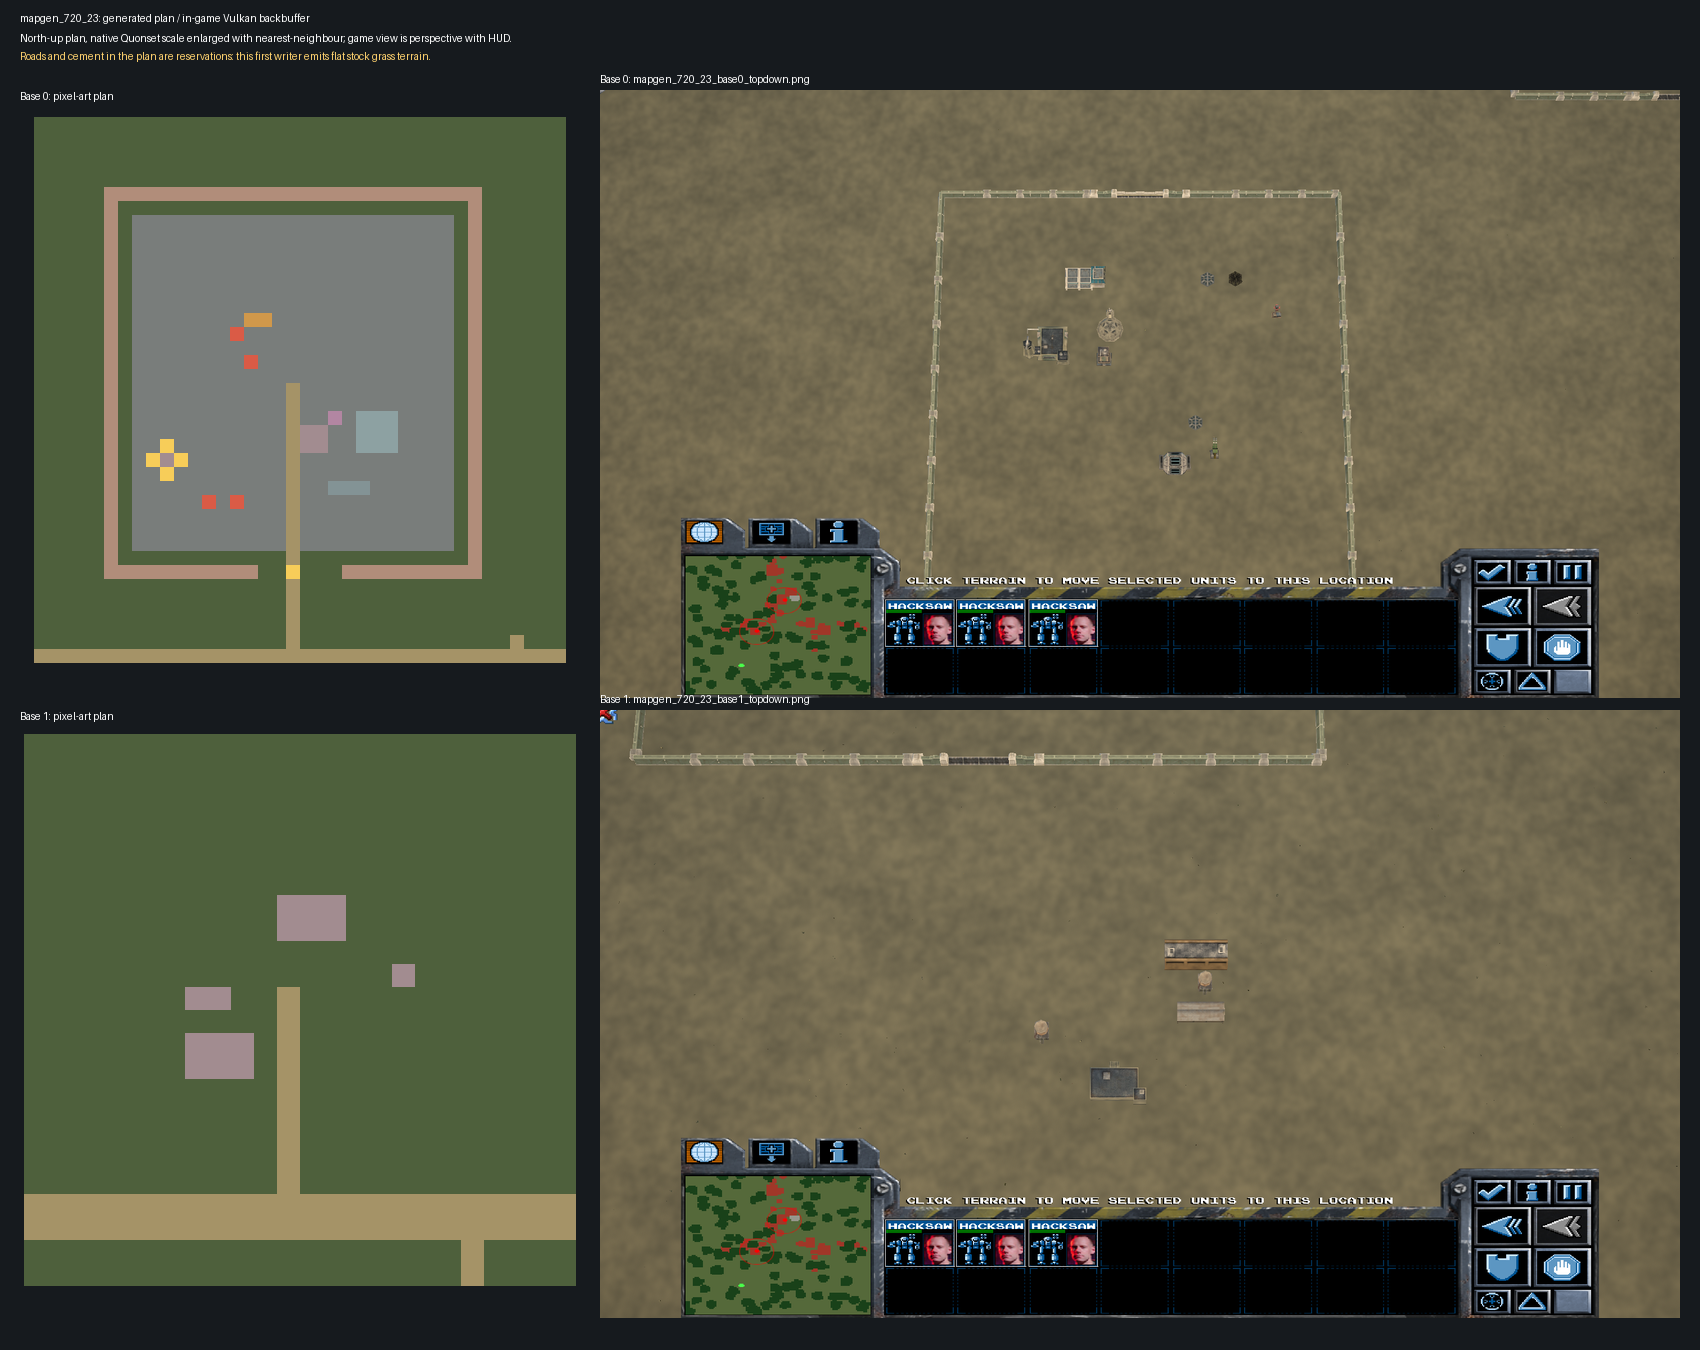 mapgen_720_23: generated plan / in-game Vulkan backbuffer
North-up plan, native Quonset scale enlarged with nearest-neighbour; game view is perspective with HUD.
Roads and cement in the plan are reservations: this first writer emits flat stock grass terrain.
Base 0: mapgen_720_23_base0_topdown.png
Base 0: pixel-art plan
CLICK TERRAIN TO MOVE SELECTED UNITS TO THIS LOCATION
HACKSAW HACKSAW HACKSAW
Base 1: mapgen_720_23_base1_topdown.png
Base 1: pixel-art plan
CLICK TERRAIN TO MOVE SELECTED UNITS TO THIS LOCATION
HACKSAW HACKSAW HACKSAW